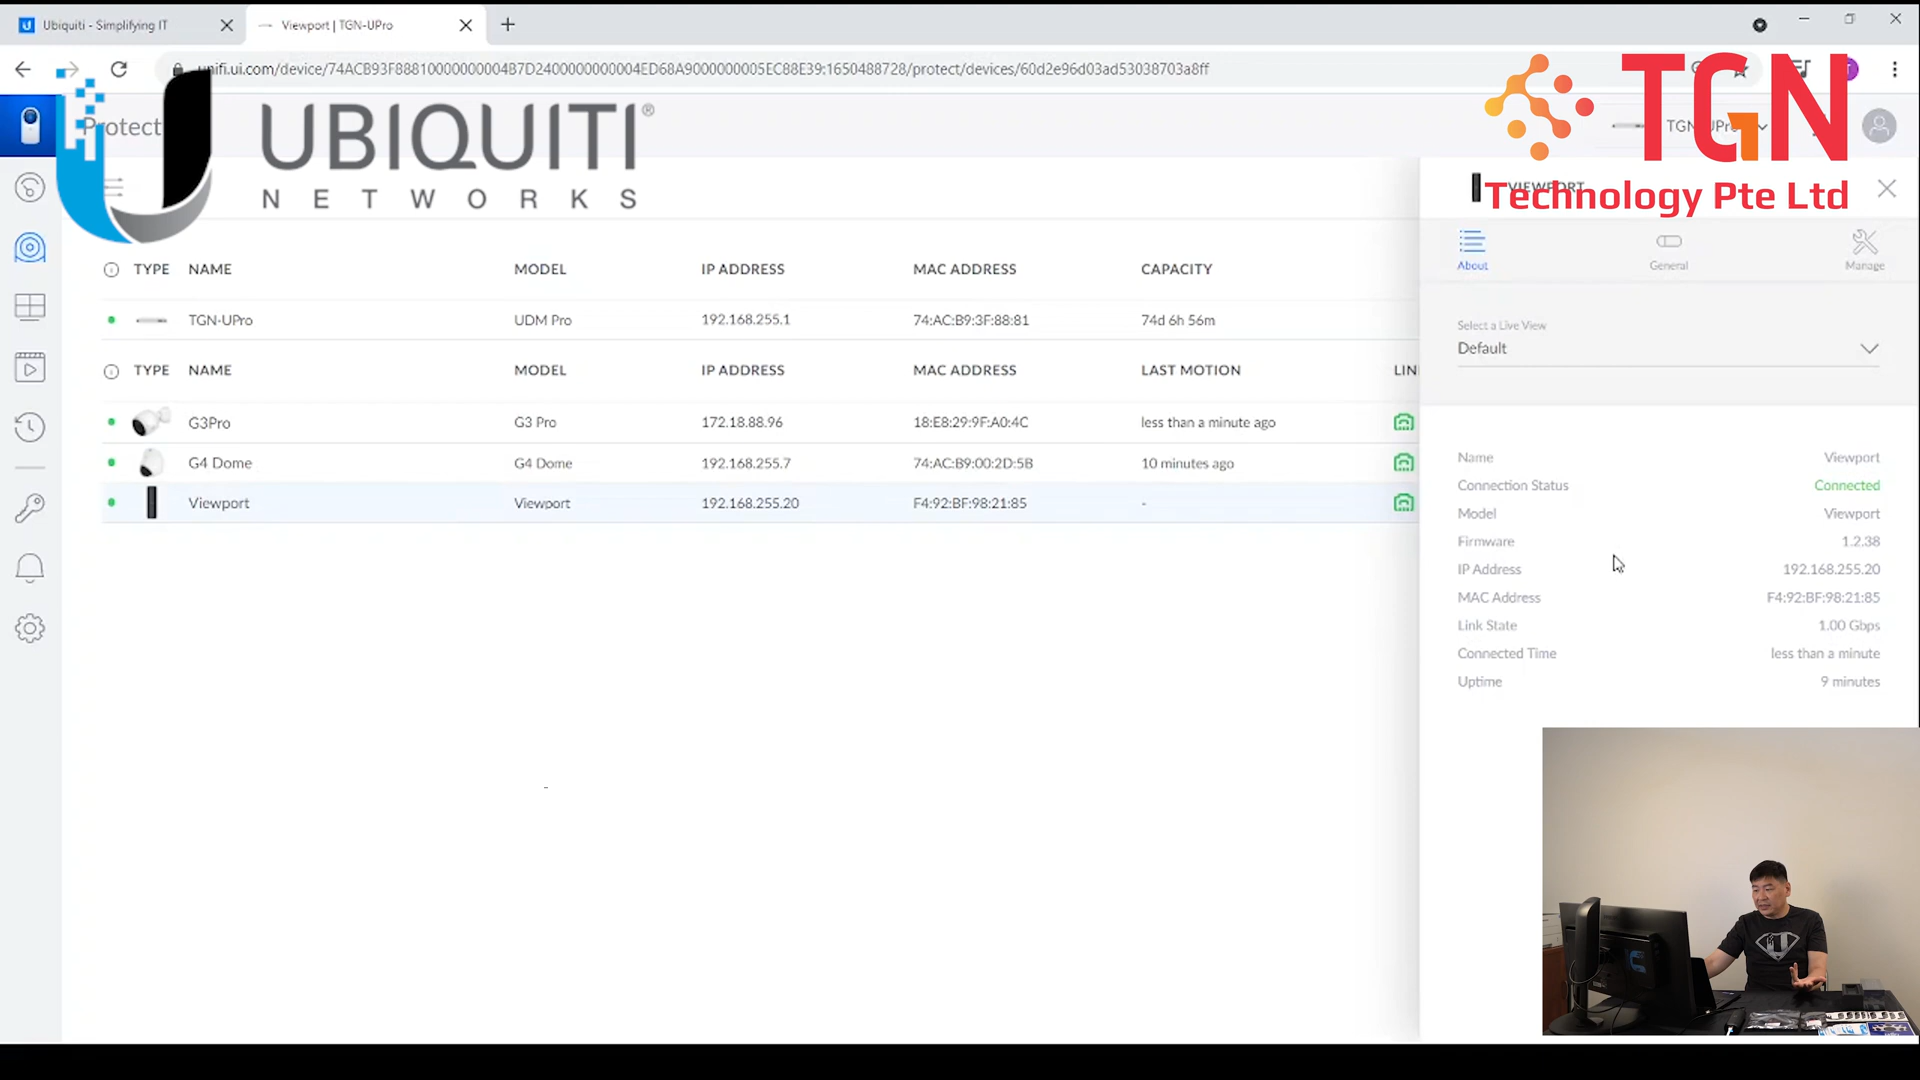 Ubiquiti - Simplifying IT
Viewport | TGN-UPro
unifi.ui.com/device/74ACB93F88810000000004B7D2400000000004ED68A9000000005EC88E39:1650488728/protect/devices/60d2e96d03ad53038703a8ff
Protect
UBIQUITI®
NETWORKS
TGN-UPro
TGN
Technology Pte Ltd
VIEWPORT
TYPE NAME MODEL IP ADDRESS MAC ADDRESS CAPACITY
TGN-UPro UDM Pro 192.168.255.1 74:AC:B9:3F:88:81 74d 6h 56m
TYPE NAME MODEL IP ADDRESS MAC ADDRESS LAST MOTION LIN
G3Pro G3 Pro 172.18.88.96 18:E8:29:9F:A0:4C less than a minute ago
G4 Dome G4 Dome 192.168.255.7 74:AC:B9:00:2D:5B 10 minutes ago
Viewport Viewport 192.168.255.20 F4:92:BF:98:21:85 -
About General Manage
Select a Live View
Default
Name Viewport
Connection Status Connected
Model Viewport
Firmware 1.2.38
IP Address 192.168.255.20
MAC Address F4:92:BF:98:21:85
Link State 1.00 Gbps
Connected Time less than a minute
Uptime 9 minutes